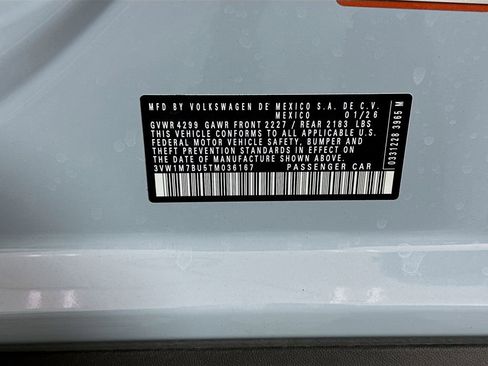 MFD BY VOLKSWAGEN DE MEXICO S.A. DE C.V.
MEXICO 01/26
GVWR 4299 GAWR FRONT 2227 / REAR 2183 LBS
THIS VEHICLE CONFORMS TO ALL APPLICABLE U.S.
FEDERAL MOTOR VEHICLE SAFETY, BUMPER, AND
THEFT PREVENTION STANDARDS IN EFFECT ON
THE DATE OF MANUFACTURE SHOWN ABOVE.
3VW1M7BU5TM036167 PASSENGER CAR
0331228 3965 M